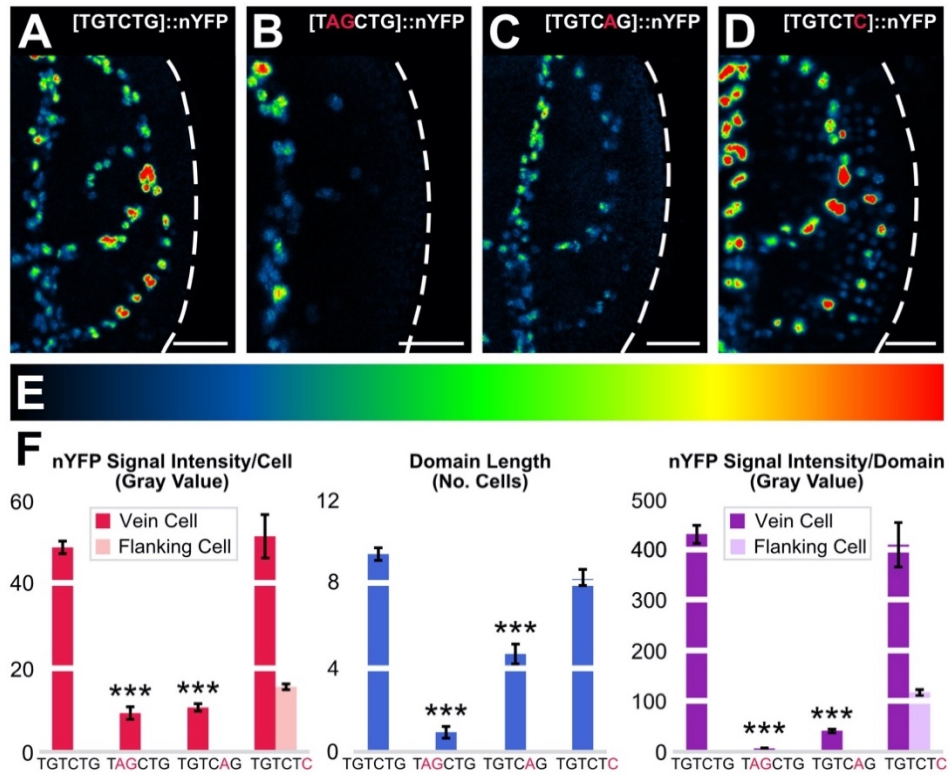 A [TGTCTG]::nYFP
B [TAGCTG]::nYFP
C [TGTCAG]::nYFP
D [TGTCTC]::nYFP
E
F
nYFP Signal Intensity/Cell
(Gray Value)
60
40
20
0
Vein Cell
Flanking Cell
***
***
TGTCTG TAGCTG TGTCAG TGTCTC
Domain Length
(No. Cells)
12
8
4
0
***
***
TGTCTG TAGCTG TGTCAG TGTCTC
nYFP Signal Intensity/Domain
(Gray Value)
500
400
300
200
100
0
Vein Cell
Flanking Cell
***
***
TGTCTG TAGCTG TGTCAG TGTCTC